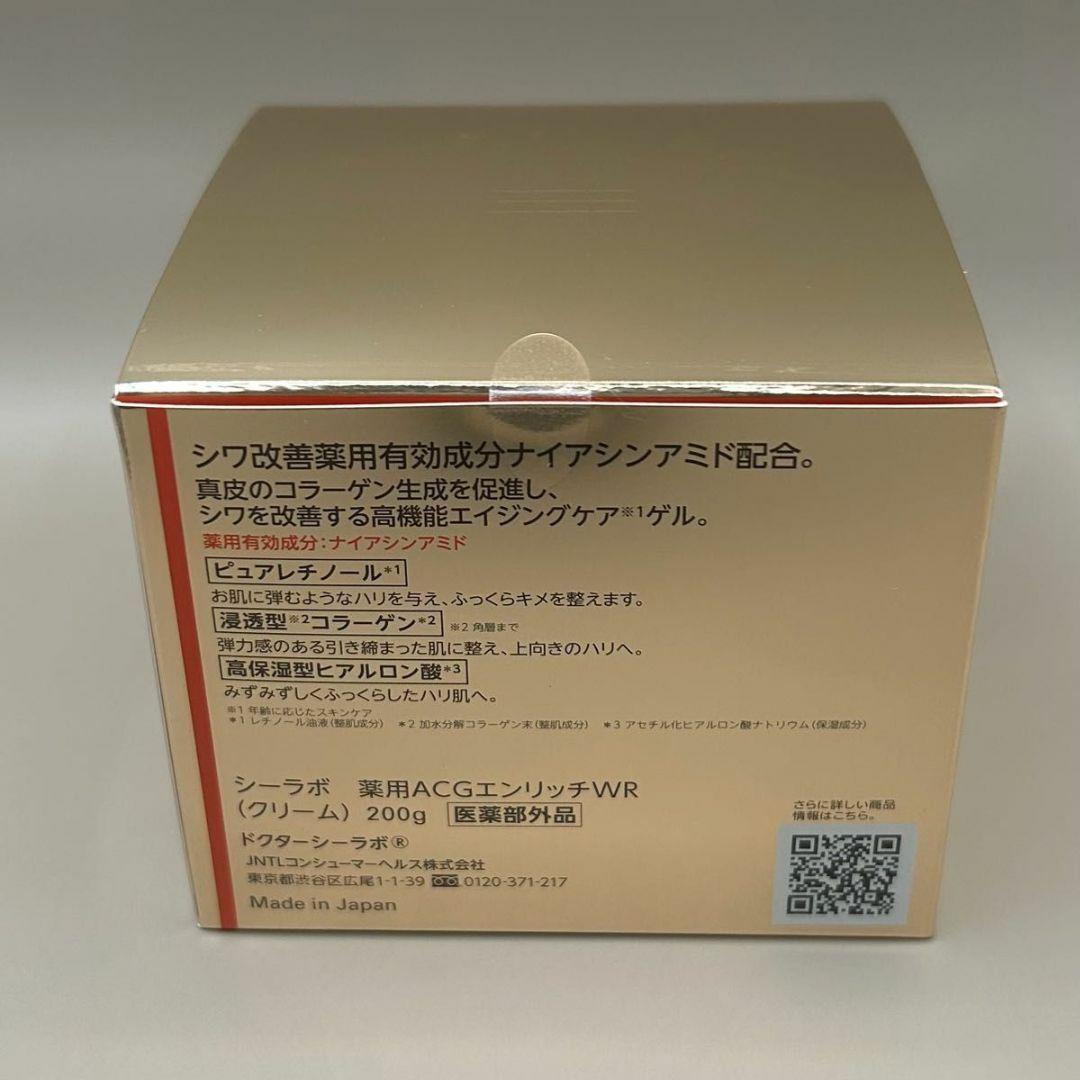 シワ改善薬用有効成分ナイアシンアミド配合。
真皮のコラーゲン生成を促進し、
シワを改善する高機能エイジングケア※1ゲル。
薬用有効成分:ナイアシンアミド
ピュアレチノール*1
お肌に弾むようなハリを与え、ふっくらキメを整えます。
浸透型※2コラーゲン*2 ※2 角層まで
弾力感のある引き締まった肌に整え、上向きのハリへ。
高保湿型ヒアルロン酸*3
みずみずしくふっくらしたハリ肌へ。
※1 年齢に応じたスキンケア
*1 レチノール油液(整肌成分) *2 加水分解コラーゲン末(整肌成分) *3 アセチル化ヒアルロン酸ナトリウム(保湿成分)
シーラボ 薬用ACGエンリッチWR
(クリーム) 200g 医薬部外品
ドクターシーラボ®
JNTLコンシューマーヘルス株式会社
東京都渋谷区広尾1-1-39 0120-371-217
Made in Japan
さらに詳しい商品
情報はこちら。